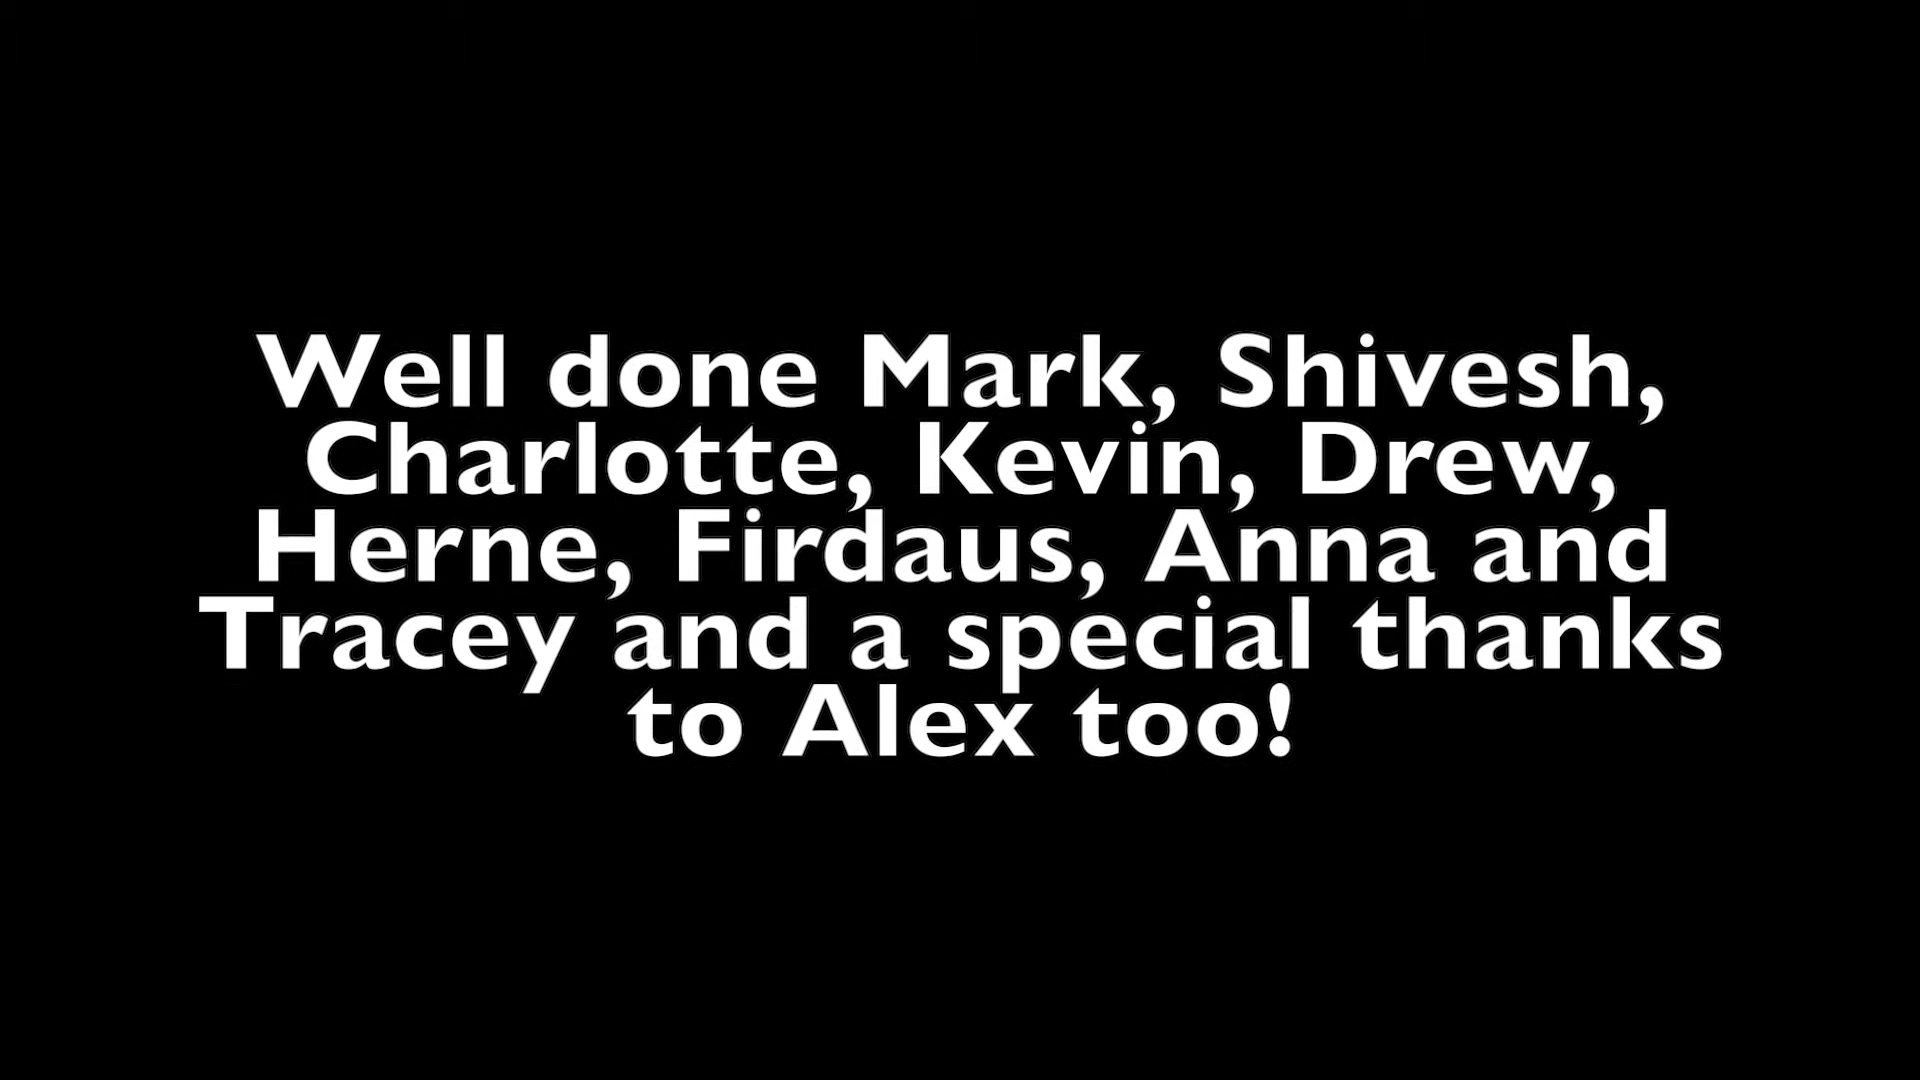 Well done Mark, Shivesh,
Charlotte, Kevin, Drew,
Herne, Firdaus, Anna and
Tracey and a special thanks
to Alex too!